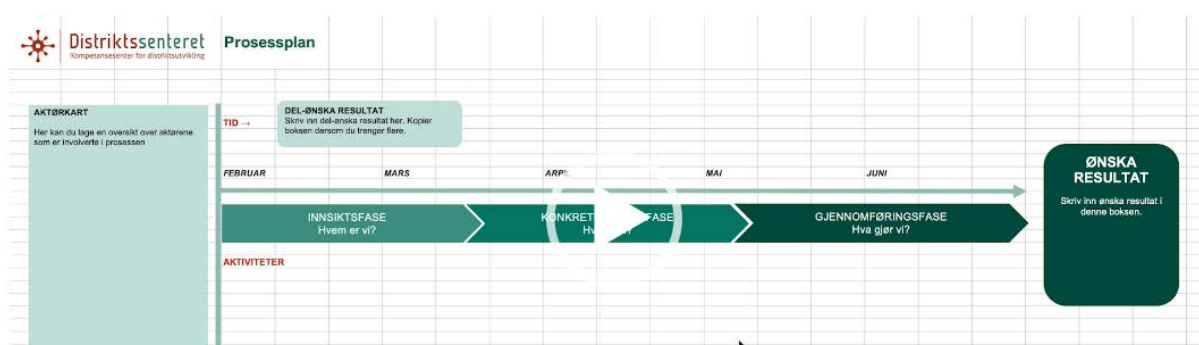 Distriktssenteret
Kompetansesenter for distriktsutvikling
Prosessplan
AKTØRKART
Her kan du lage en oversikt over aktørene
som er involverte i prosessen
TID →
DEL-ØNSKA RESULTAT
Skriv inn del-ønska resultat her. Kopier
boksen dersom du trenger flere.
FEBRUAR
MARS
MAI
JUNI
INNSIKTSFASE
Hvem er vi?
GJENNOMFØRINGSFASE
Hva gjør vi?
AKTIVITETER
ØNSKA
RESULTAT
Skriv inn ønska resultat i
denne boksen.